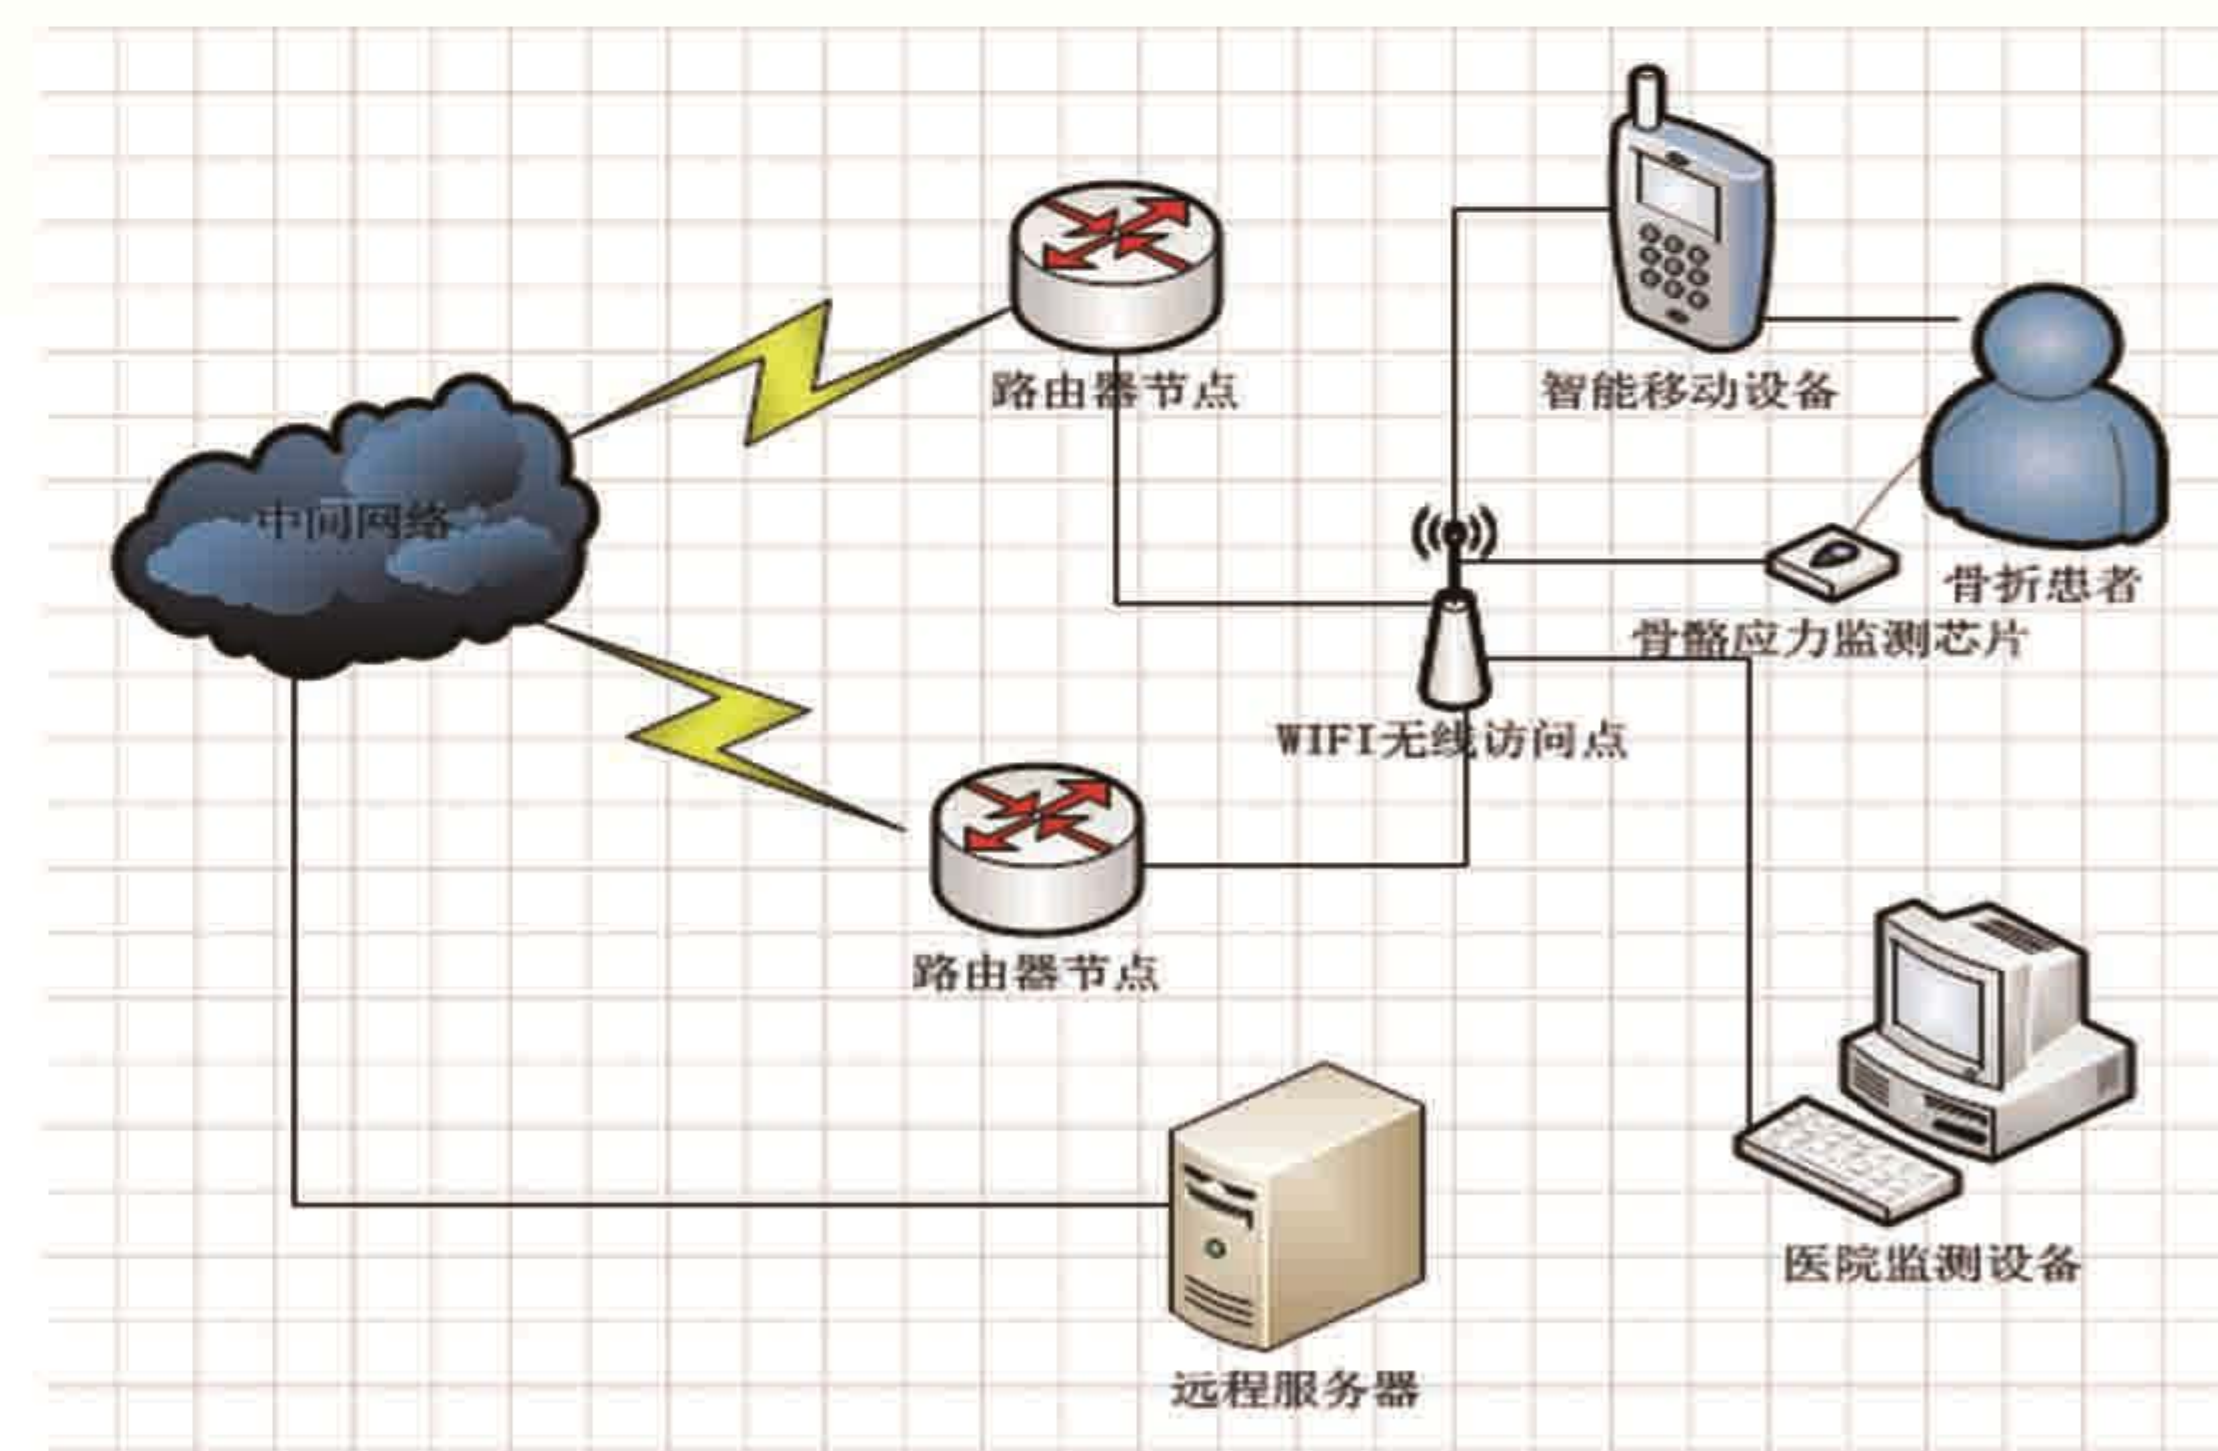 路由器节点
智能移动设备
中间网络
骨折患者
骨骼应力监测芯片
WIFI无线访问点
路由器节点
医院监测设备
远程服务器